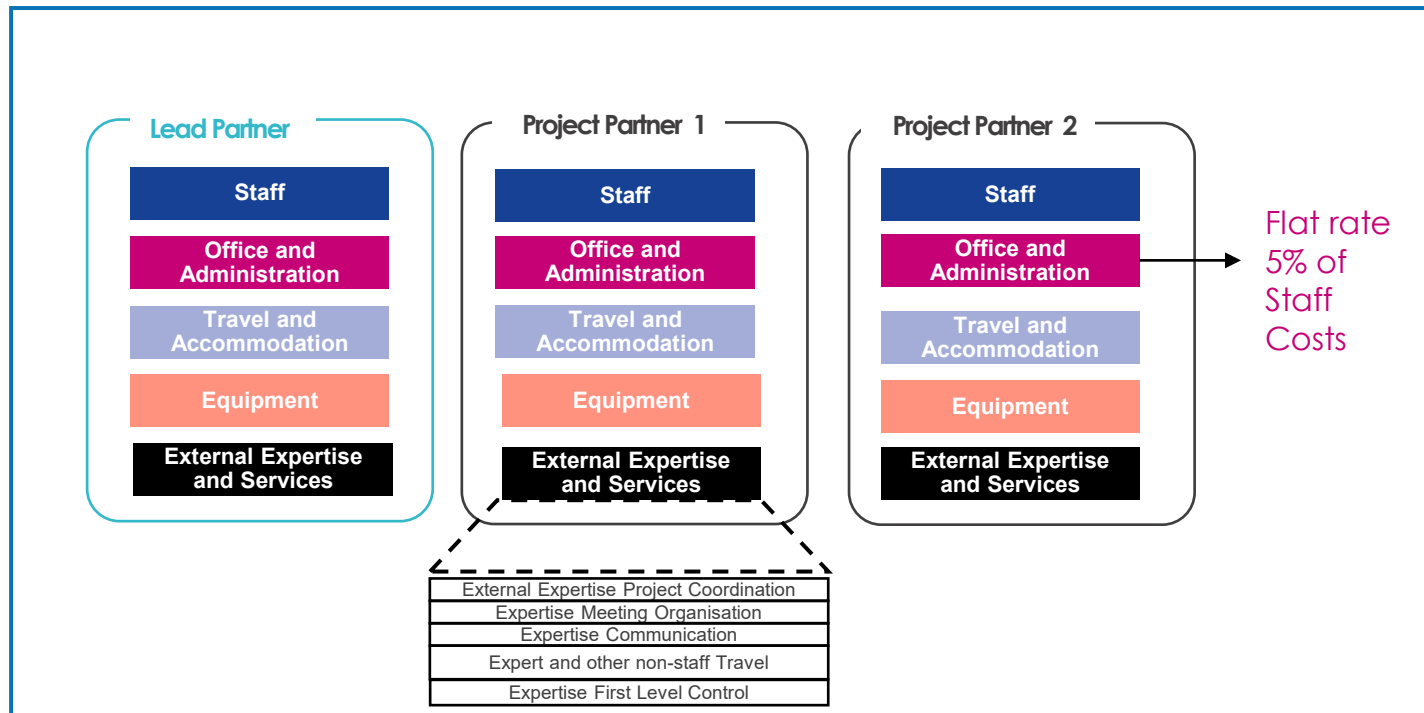 Lead Partner
Staff
Office and
Administration
Travel and
Accommodation
Equipment
External Expertise
and Services
Project Partner 1
Staff
Office and
Administration
Travel and
Accommodation
Equipment
External Expertise
and Services
External Expertise Project Coordination
Expertise Meeting Organisation
Expertise Communication
Expert and other non-staff Travel
Expertise First Level Control
Project Partner 2
Staff
Office and
Administration
Travel and
Accommodation
Equipment
External Expertise
and Services
Flat rate
5% of
Staff
Costs